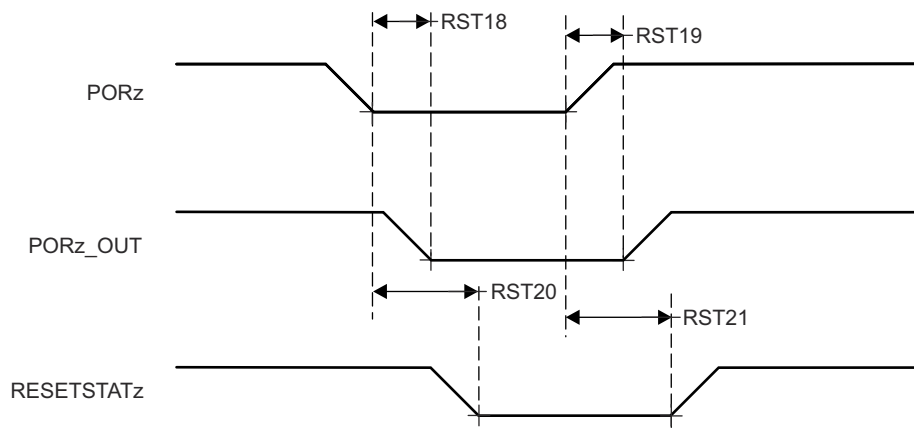 RST18
RST19
PORz
PORz_OUT
RST20
RST21
RESETSTATz